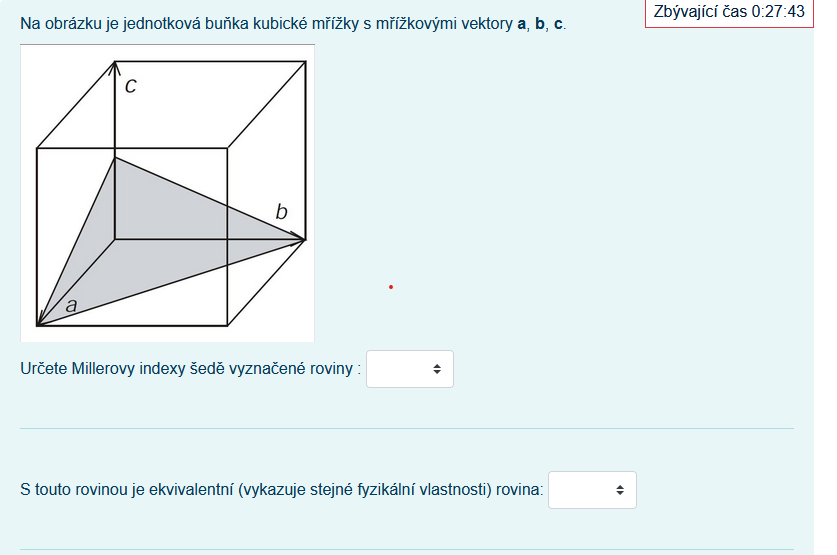 Zbývající čas 0:27:43
Na obrázku je jednotková buňka kubické mřížky s mřížkovými vektory a, b, c.
c
b
a
Určete Millerovy indexy šedě vyznačené roviny :
S touto rovinou je ekvivalentní (vykazuje stejné fyzikální vlastnosti) rovina: